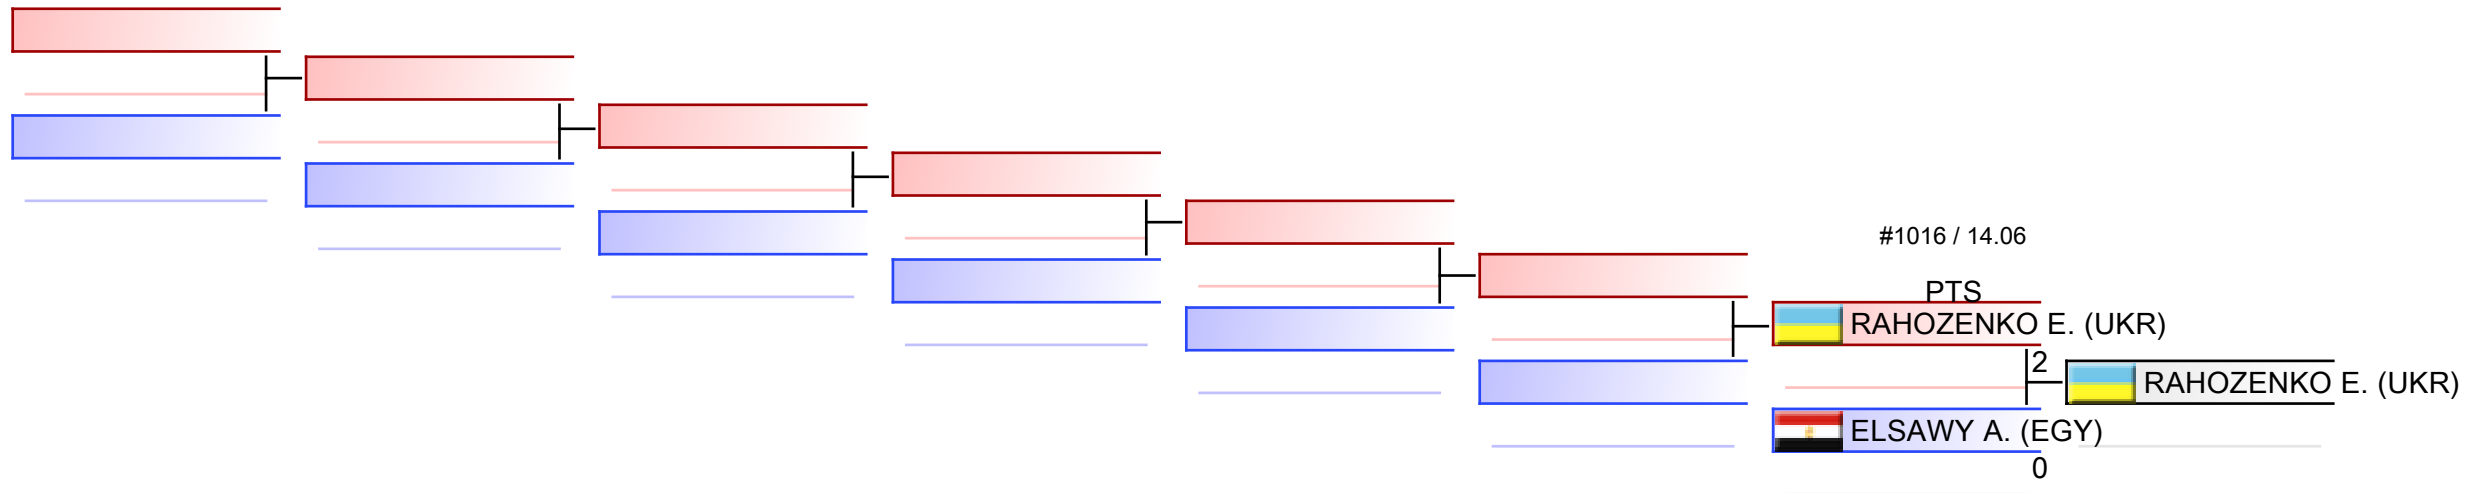 #1016 / 14.06
PTS
RAHOZENKO E. (UKR)
2
RAHOZENKO E. (UKR)
ELSAWY A. (EGY)
0